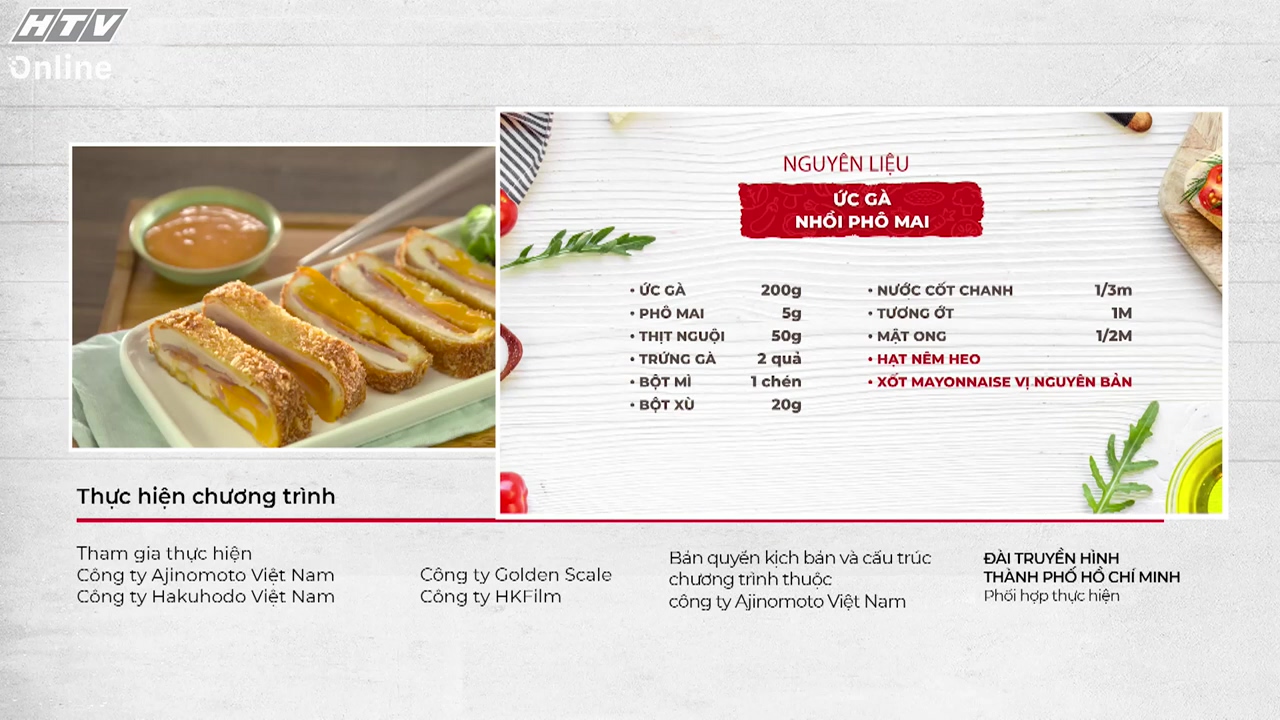 HTV
Online
NGUYÊN LIỆU
ỨC GÀ
NHỒI PHÔ MAI
• ỨC GÀ 200g
• PHÔ MAI 5g
• THỊT NGUỘI 50g
• TRỨNG GÀ 2 quả
• BỘT MÌ 1 chén
• BỘT XÙ 20g
• NƯỚC CỐT CHANH 1/3m
• TƯƠNG ỚT 1M
• MẬT ONG 1/2M
• HẠT NÊM HEO
• XỐT MAYONNAISE VỊ NGUYÊN BẢN
Thực hiện chương trình
Tham gia thực hiện
Công ty Ajinomoto Việt Nam
Công ty Hakuhodo Việt Nam
Công ty Golden Scale
Công ty HKFilm
Bản quyền kịch bản và cấu trúc
chương trình thuộc
công ty Ajinomoto Việt Nam
ĐÀI TRUYỀN HÌNH
THÀNH PHỐ HỒ CHÍ MINH
Phối hợp thực hiện